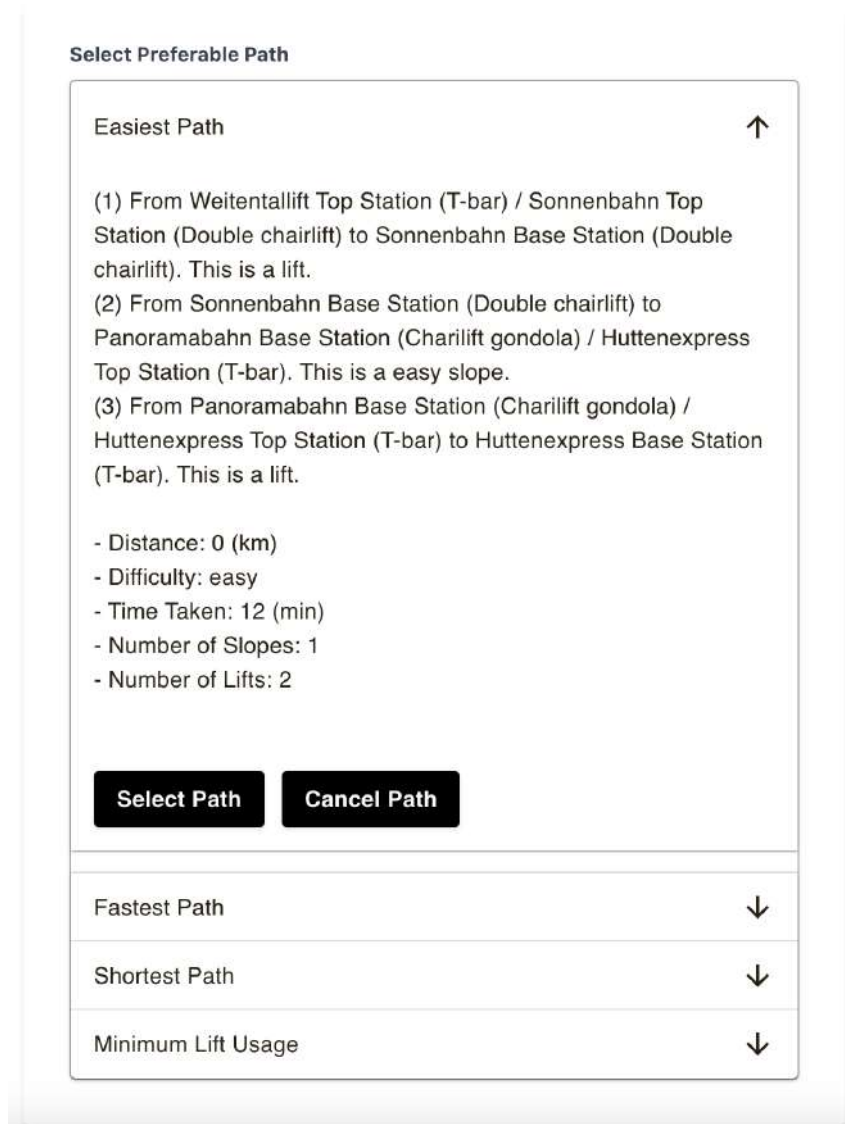 Select Preferable Path
Easiest Path
(1) From Weitentallift Top Station (T-bar) / Sonnenbahn Top
Station (Double chairlift) to Sonnenbahn Base Station (Double
chairlift). This is a lift.
(2) From Sonnenbahn Base Station (Double chairlift) to
Panoramabahn Base Station (Charilift gondola) / Huttenexpress
Top Station (T-bar). This is a easy slope.
(3) From Panoramabahn Base Station (Charilift gondola) /
Huttenexpress Top Station (T-bar) to Huttenexpress Base Station
(T-bar). This is a lift.
- Distance: 0 (km)
- Difficulty: easy
- Time Taken: 12 (min)
- Number of Slopes: 1
- Number of Lifts: 2
Select Path Cancel Path
Fastest Path
Shortest Path
Minimum Lift Usage